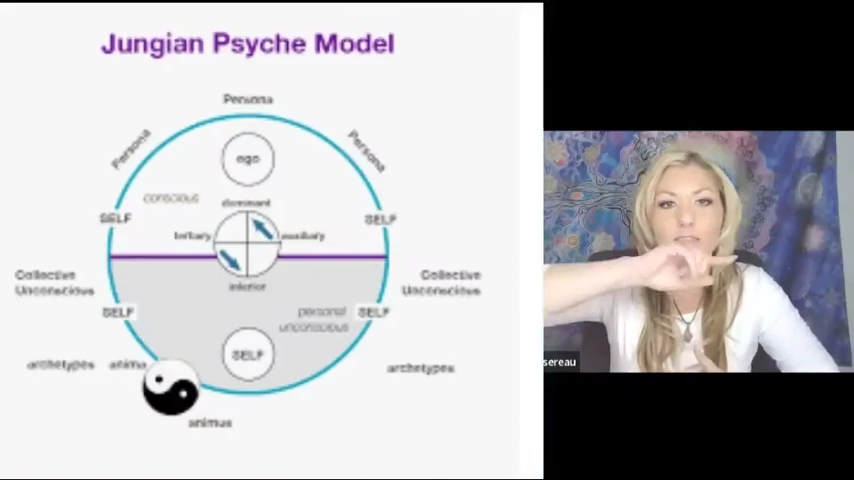 Jungian Psyche Model
Persona
Persona
Persona
ego
conscious
dominant
SELF
SELF
tertiary
auxiliary
Collective
Unconscious
Collective
Unconscious
inferior
SELF
personal
unconscious
SELF
SELF
archetypes
anima
archetypes
animus
sereau